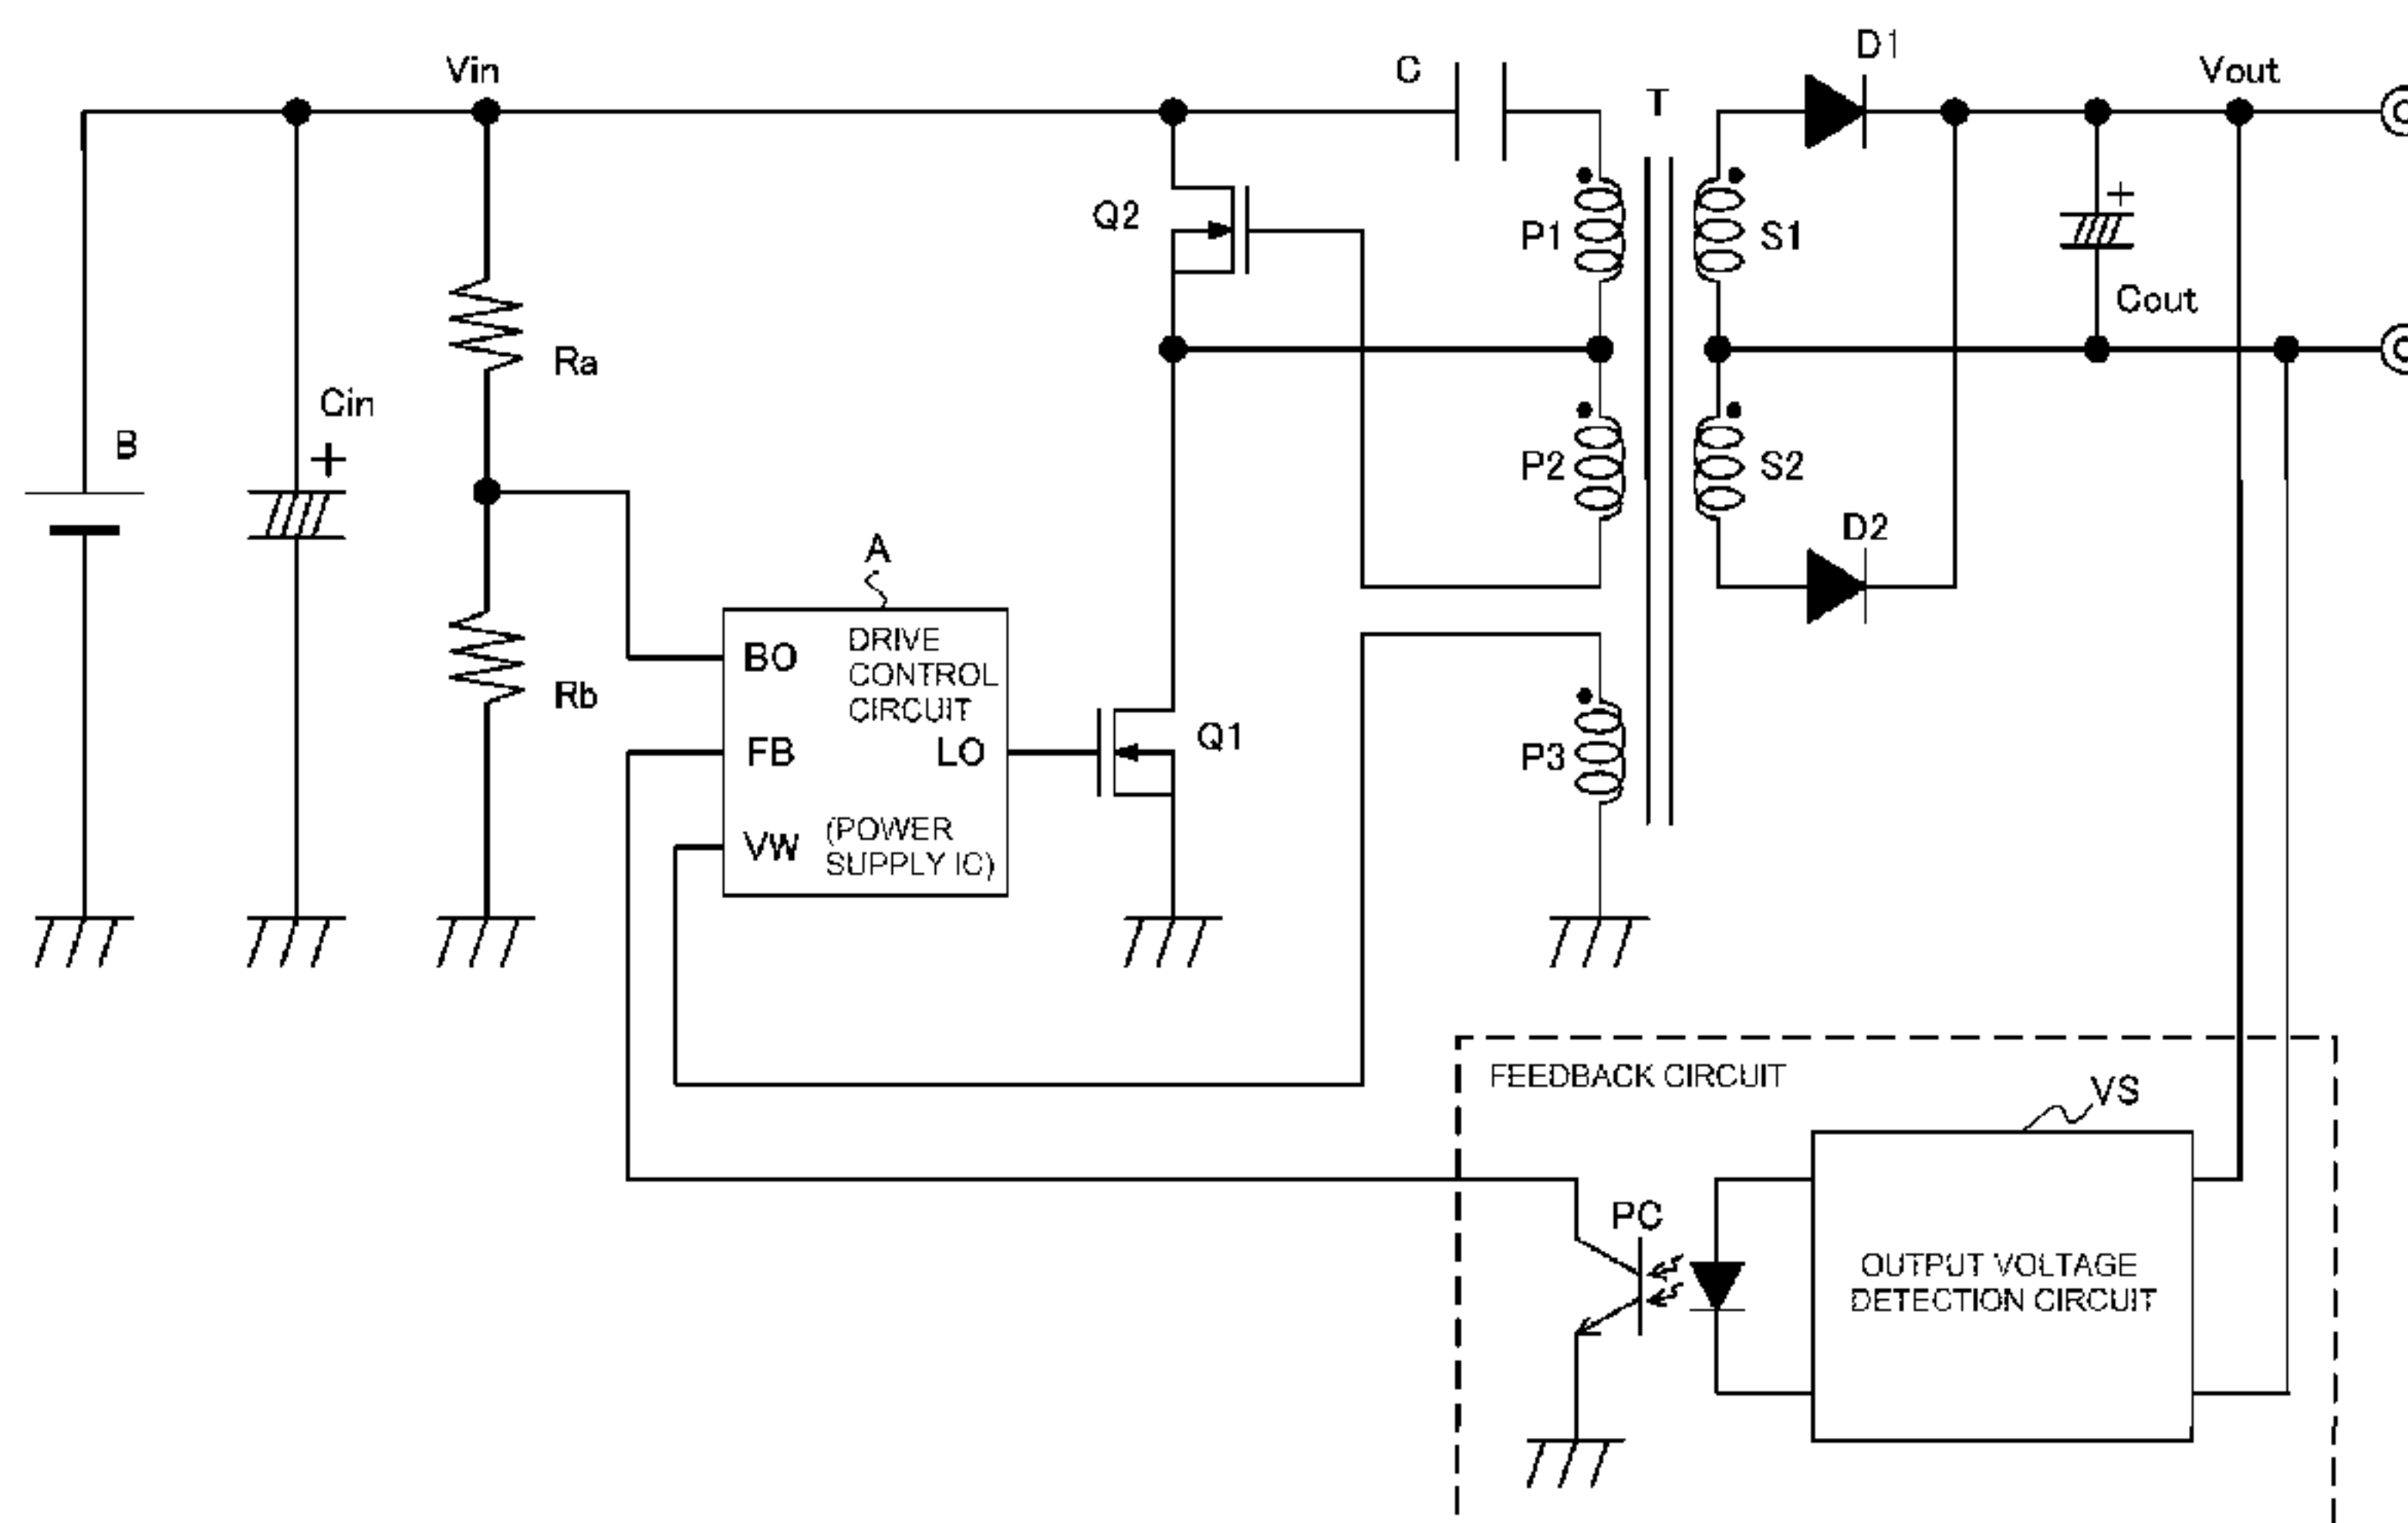 Vin
C
T
D1
Vout
Q2
P1
S1
+
Cout
Ra
Cin
+
B
P2
S2
D2
A
BO
DRIVE
CONTROL
CIRCUIT
Rb
FB
LO
Q1
P3
VW
(POWER
SUPPLY IC)
FEEDBACK CIRCUIT
VS
PC
OUTPUT VOLTAGE
DETECTION CIRCUIT